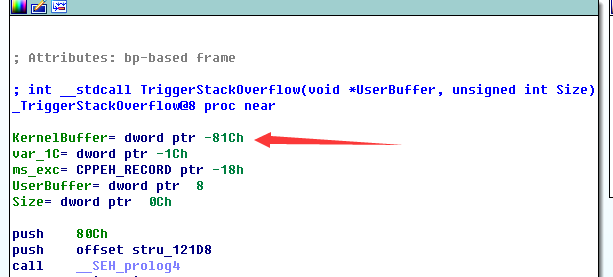 ; Attributes: bp-based frame
; int __stdcall TriggerStackOverflow(void *UserBuffer, unsigned int Size)
_TriggerStackOverflow@8 proc near
KernelBuffer= dword ptr -81Ch
var_1C= dword ptr -1Ch
ms_exc= CPPEH_RECORD ptr -18h
UserBuffer= dword ptr  8
Size= dword ptr  0Ch
push    80Ch
push    offset stru_121D8
call    __SEH_prolog4